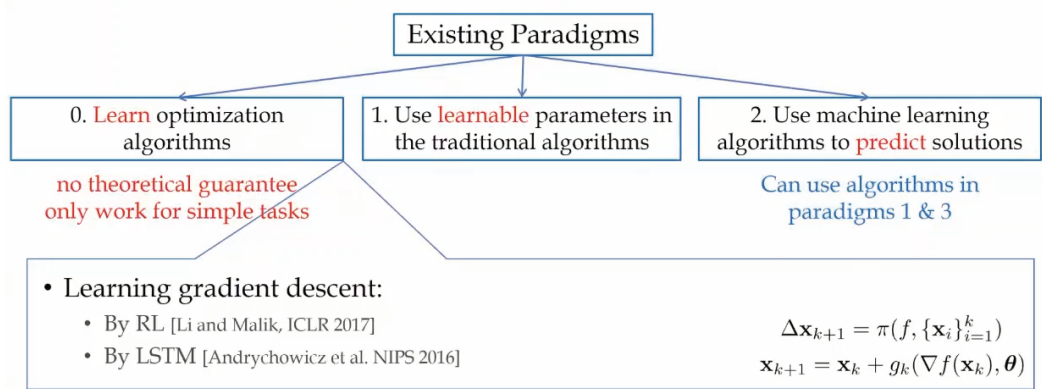 Existing Paradigms
0. Learn optimization
algorithms
1. Use learnable parameters in
the traditional algorithms
2. Use machine learning
algorithms to predict solutions
no theoretical guarantee
only work for simple tasks
Can use algorithms in
paradigms 1 & 3
• Learning gradient descent:
• By RL [Li and Malik, ICLR 2017]
• By LSTM [Andrychowicz et al. NIPS 2016]
Δx_{k+1} = π(f, {x_i}_{i=1}^k)
x_{k+1} = x_k + g_k(∇f(x_k), θ)